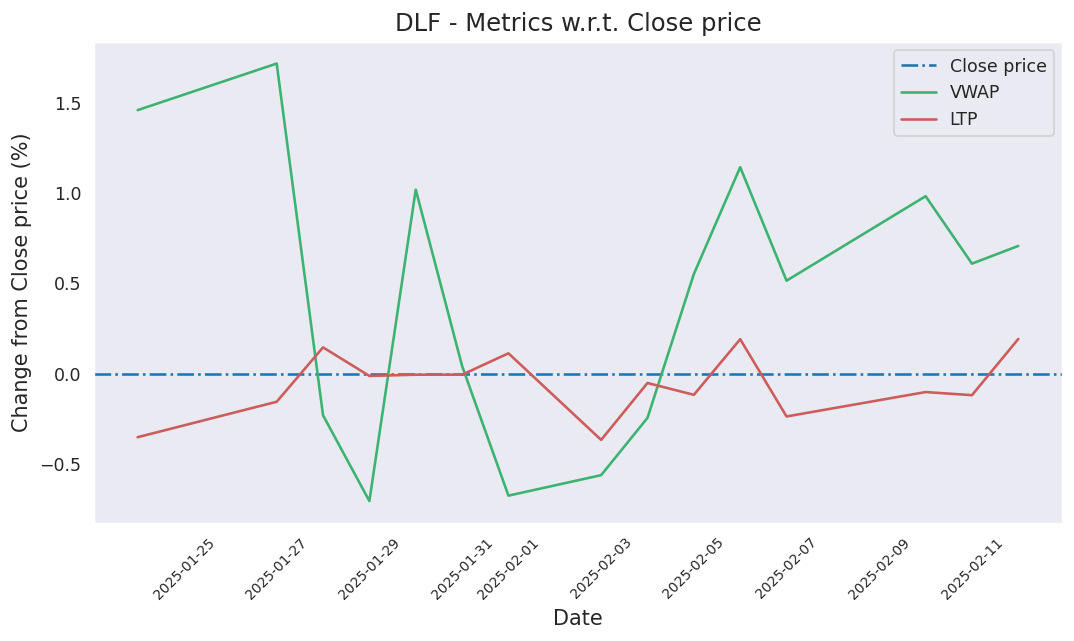 DLF - Metrics w.r.t. Close price
Close price
VWAP
LTP
Change from Close price (%)
1.5
1.0
0.5
0.0
−0.5
2025-01-25
2025-01-27
2025-01-29
2025-01-31
2025-02-01
2025-02-03
2025-02-05
2025-02-07
2025-02-09
2025-02-11
Date